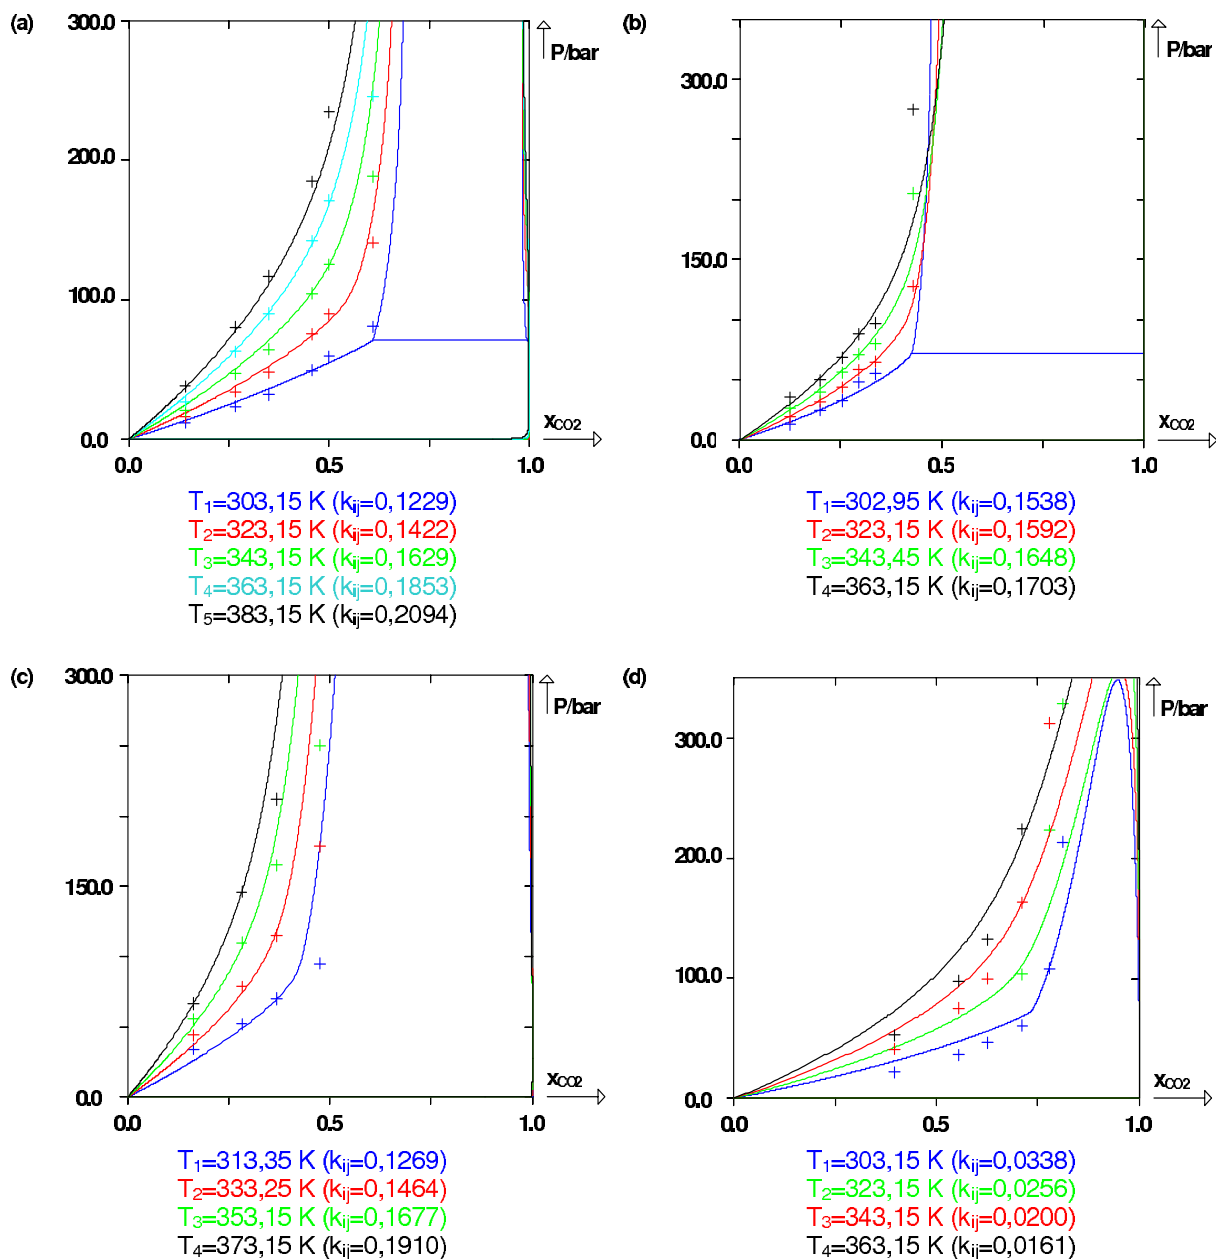 (a)
300.0
P/bar
200.0
100.0
0.0
xCO2
0.0
0.5
1.0
T1=303,15 K (kij=0,1229)
T2=323,15 K (kij=0,1422)
T3=343,15 K (kij=0,1629)
T4=363,15 K (kij=0,1853)
T5=383,15 K (kij=0,2094)
(b)
P/bar
300.0
150.0
0.0
xCO2
0.0
0.5
1.0
T1=302,95 K (kij=0,1538)
T2=323,15 K (kij=0,1592)
T3=343,45 K (kij=0,1648)
T4=363,15 K (kij=0,1703)
(c)
300.0
P/bar
150.0
0.0
xCO2
0.0
0.5
1.0
T1=313,35 K (kij=0,1269)
T2=333,25 K (kij=0,1464)
T3=353,15 K (kij=0,1677)
T4=373,15 K (kij=0,1910)
(d)
P/bar
300.0
200.0
100.0
0.0
xCO2
0.0
0.5
1.0
T1=303,15 K (kij=0,0338)
T2=323,15 K (kij=0,0256)
T3=343,15 K (kij=0,0200)
T4=363,15 K (kij=0,0161)